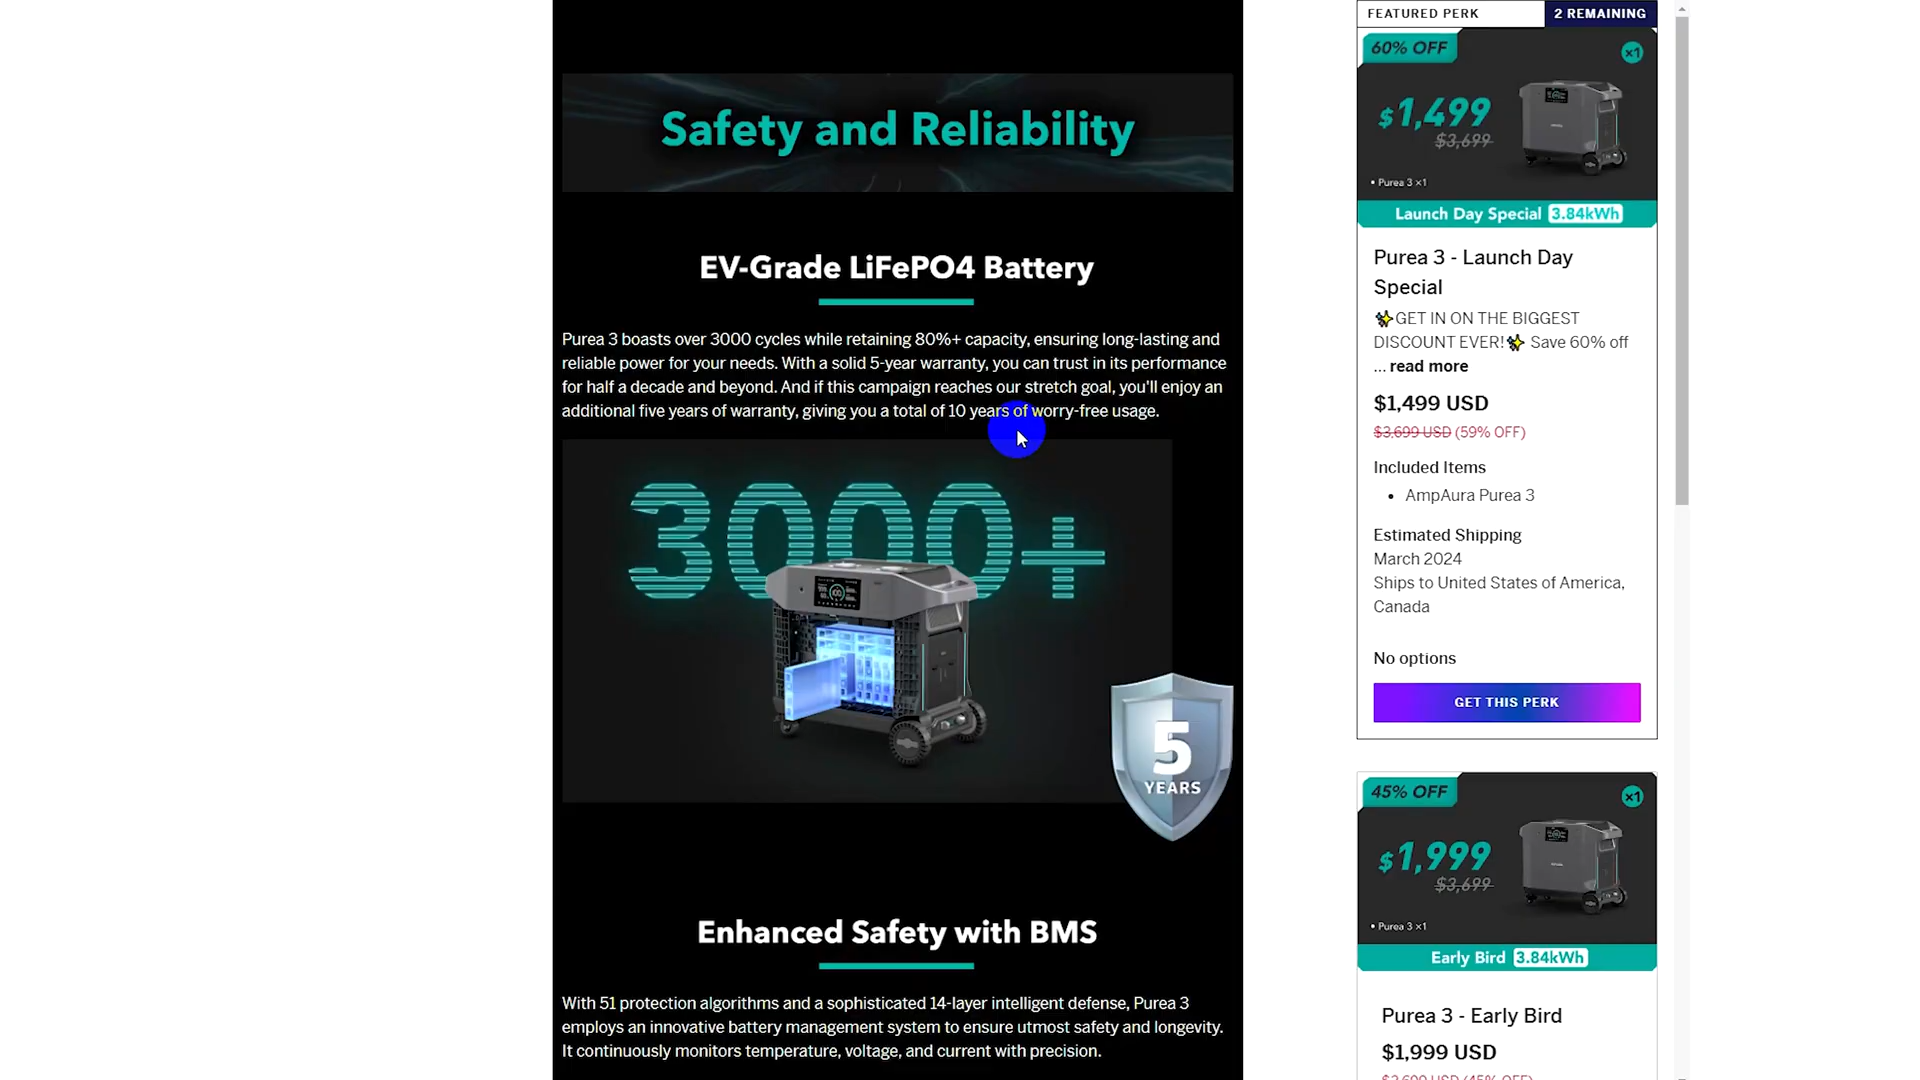 Safety and Reliability
EV-Grade LiFePO4 Battery
Purea 3 boasts over 3000 cycles while retaining 80%+ capacity, ensuring long-lasting and
reliable power for your needs. With a solid 5-year warranty, you can trust in its performance
for half a decade and beyond. And if this campaign reaches our stretch goal, you'll enjoy an
additional five years of warranty, giving you a total of 10 years of worry-free usage.
3000+
5
YEARS
Enhanced Safety with BMS
With 51 protection algorithms and a sophisticated 14-layer intelligent defense, Purea 3
employs an innovative battery management system to ensure utmost safety and longevity.
It continuously monitors temperature, voltage, and current with precision.
FEATURED PERK
2 REMAINING
60% OFF
x1
$1,499
$3,699
• Purea 3 ×1
Launch Day Special 3.84kWh
Purea 3 - Launch Day
Special
✨GET IN ON THE BIGGEST
DISCOUNT EVER!✨ Save 60% off
... read more
$1,499 USD
$3,699 USD (59% OFF)
Included Items
• AmpAura Purea 3
Estimated Shipping
March 2024
Ships to United States of America,
Canada
No options
GET THIS PERK
45% OFF
x1
$1,999
$3,699
• Purea 3 ×1
Early Bird 3.84kWh
Purea 3 - Early Bird
$1,999 USD
$3,699 USD (45% OFF)